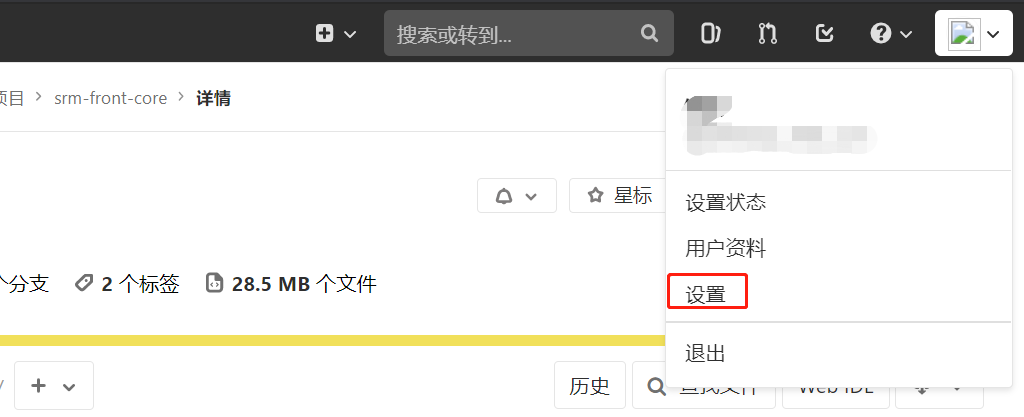 搜索或转到...
项目 > srm-front-core > 详情
星标
设置状态
用户资料
个分支 2 个标签 28.5 MB 个文件
设置
退出
历史 查找文件 Web IDE